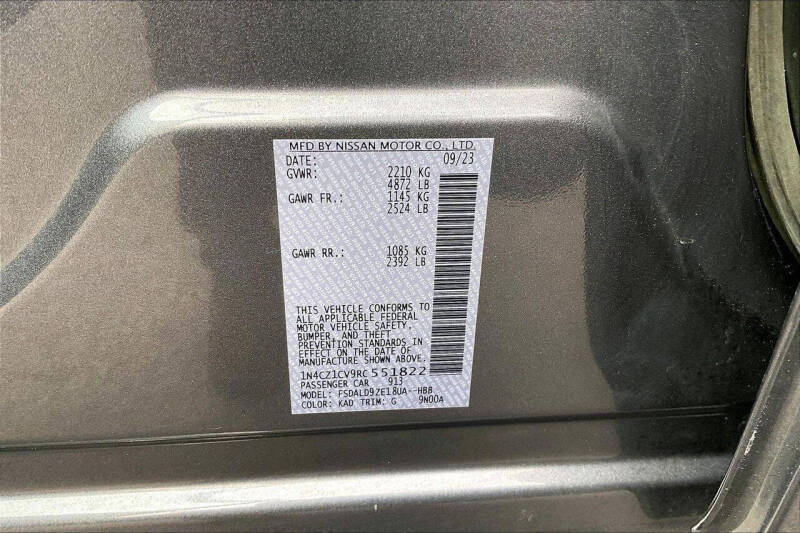 MFD BY NISSAN MOTOR CO., LTD.
DATE: 09/23
GVWR: 2210 KG
4872 LB
GAWR FR.: 1145 KG
2524 LB
GAWR RR.: 1085 KG
2392 LB
THIS VEHICLE CONFORMS TO
ALL APPLICABLE FEDERAL
MOTOR VEHICLE SAFETY,
BUMPER, AND THEFT
PREVENTION STANDARDS IN
EFFECT ON THE DATE OF
MANUFACTURE SHOWN ABOVE.
1N4CZ1CV9RC551822
PASSENGER CAR 913
MODEL: FSDALD9ZE18UA--HBB
COLOR: KAD TRIM: G 9N00A